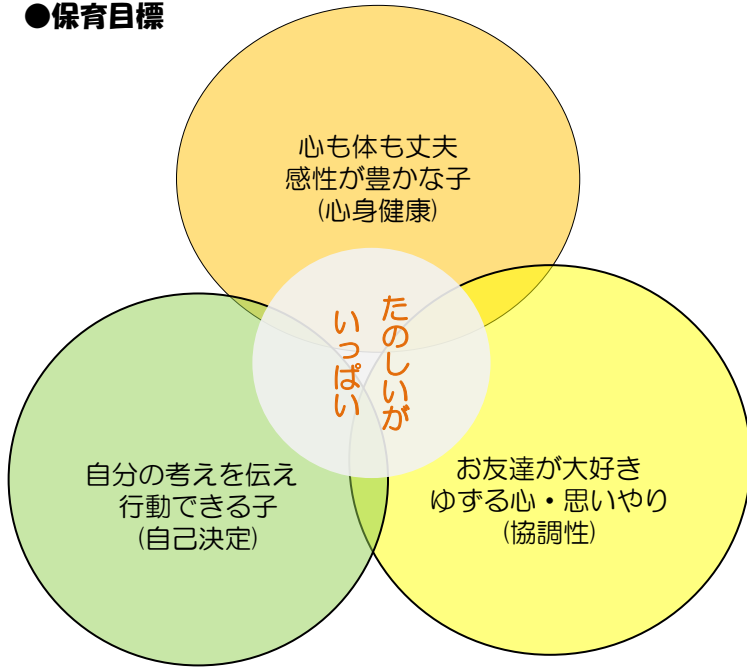 ●保育目標
心も体も丈夫
感性が豊かな子
(心身健康)
たのしいが
いっぱい
自分の考えを伝え
行動できる子
(自己決定)
お友達が大好き
ゆずる心・思いやり
(協調性)